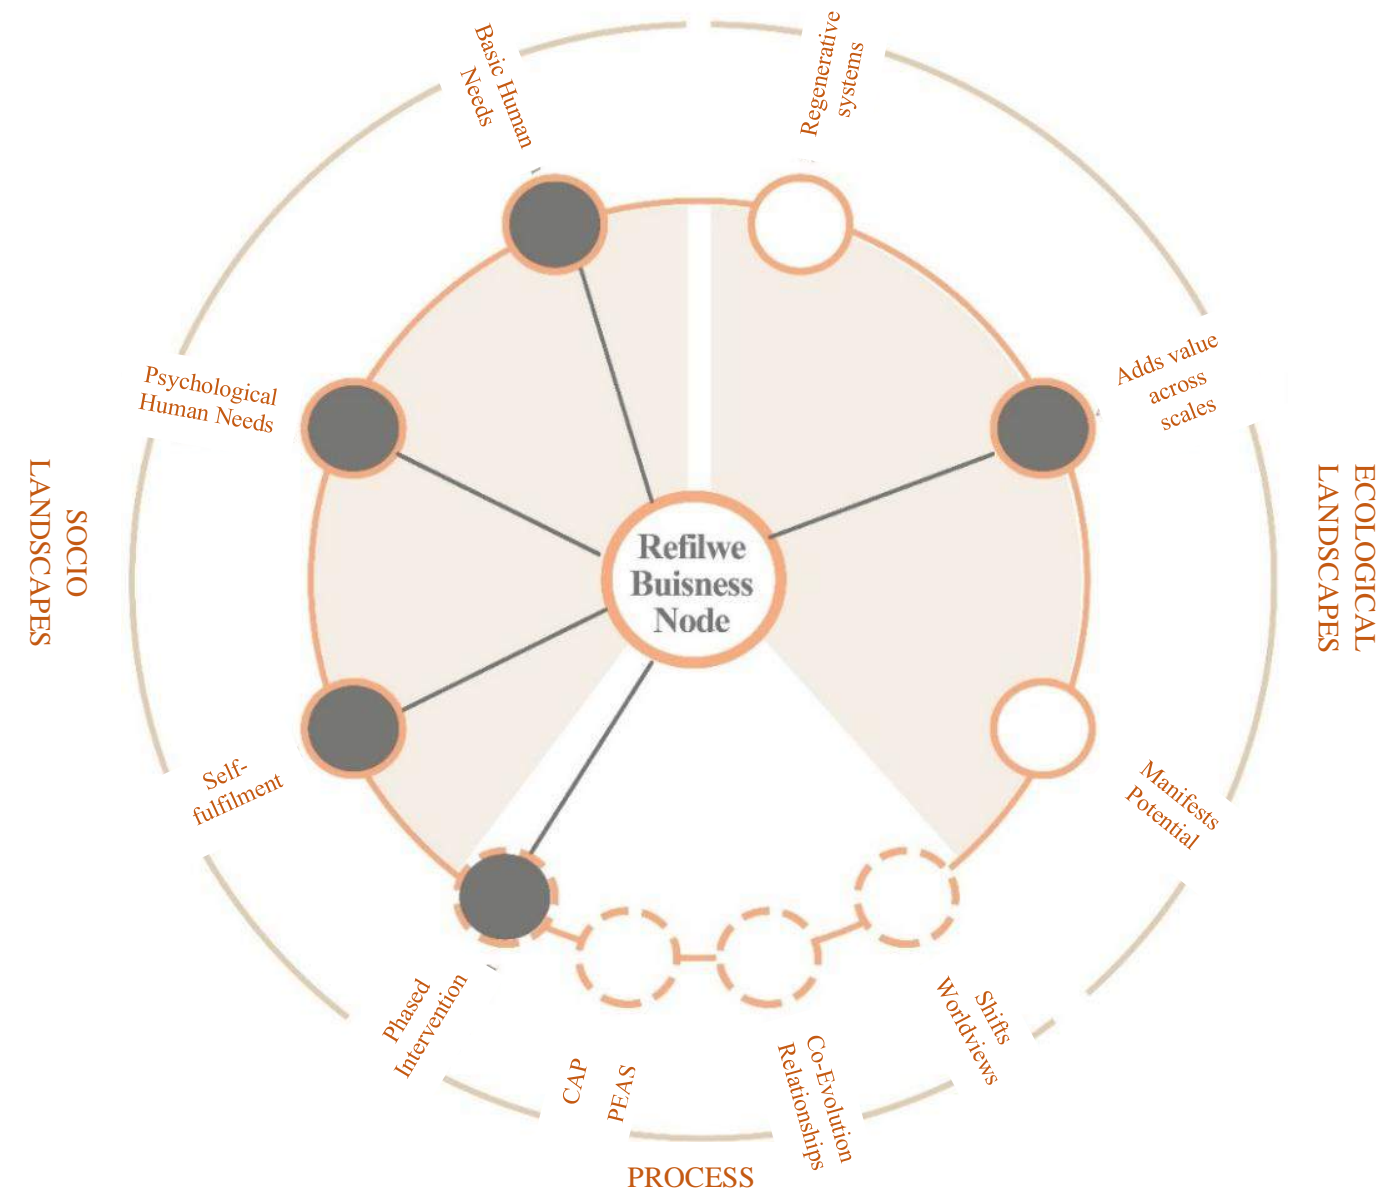 Basic Human
Needs
Regenerative
systems
Psychological
Human Needs
Adds value
across
scales
SOCIO
LANDSCAPES
ECOLOGICAL
LANDSCAPES
Refilwe
Buisness
Node
Self-
fulfilment
Manifests
Potential
Phased
Intervention
CAP
PEAS
Co-Evolution
Relationships
Shifts
Worldviews
PROCESS